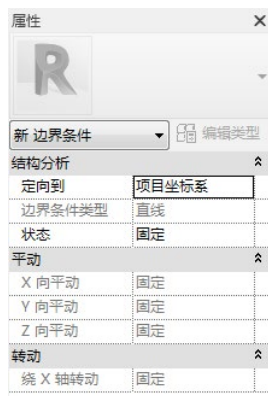 属性
新 边界条件 编辑类型
结构分析
定向到 项目坐标系
边界条件类型 直线
状态 固定
平动
X 向平动 固定
Y 向平动 固定
Z 向平动 固定
转动
绕 X 轴转动 固定